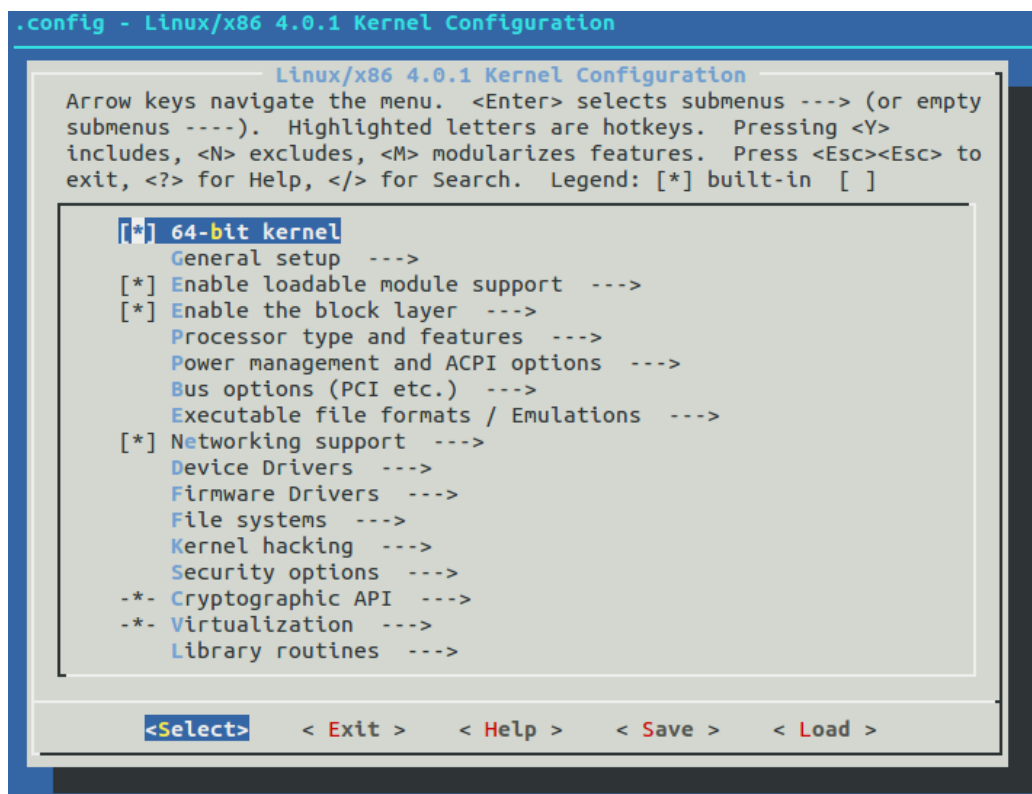 .config - Linux/x86 4.0.1 Kernel Configuration
Linux/x86 4.0.1 Kernel Configuration
Arrow keys navigate the menu.  <Enter> selects submenus ---> (or empty
submenus ----).  Highlighted letters are hotkeys.  Pressing <Y>
includes, <N> excludes, <M> modularizes features.  Press <Esc><Esc> to
exit, <?> for Help, </> for Search.  Legend: [*] built-in  [ ]
[*] 64-bit kernel
General setup  --->
[*] Enable loadable module support  --->
[*] Enable the block layer  --->
Processor type and features  --->
Power management and ACPI options  --->
Bus options (PCI etc.)  --->
Executable file formats / Emulations  --->
[*] Networking support  --->
Device Drivers  --->
Firmware Drivers  --->
File systems  --->
Kernel hacking  --->
Security options  --->
-*- Cryptographic API  --->
-*- Virtualization  --->
Library routines  --->
<Select>    < Exit >    < Help >    < Save >    < Load >